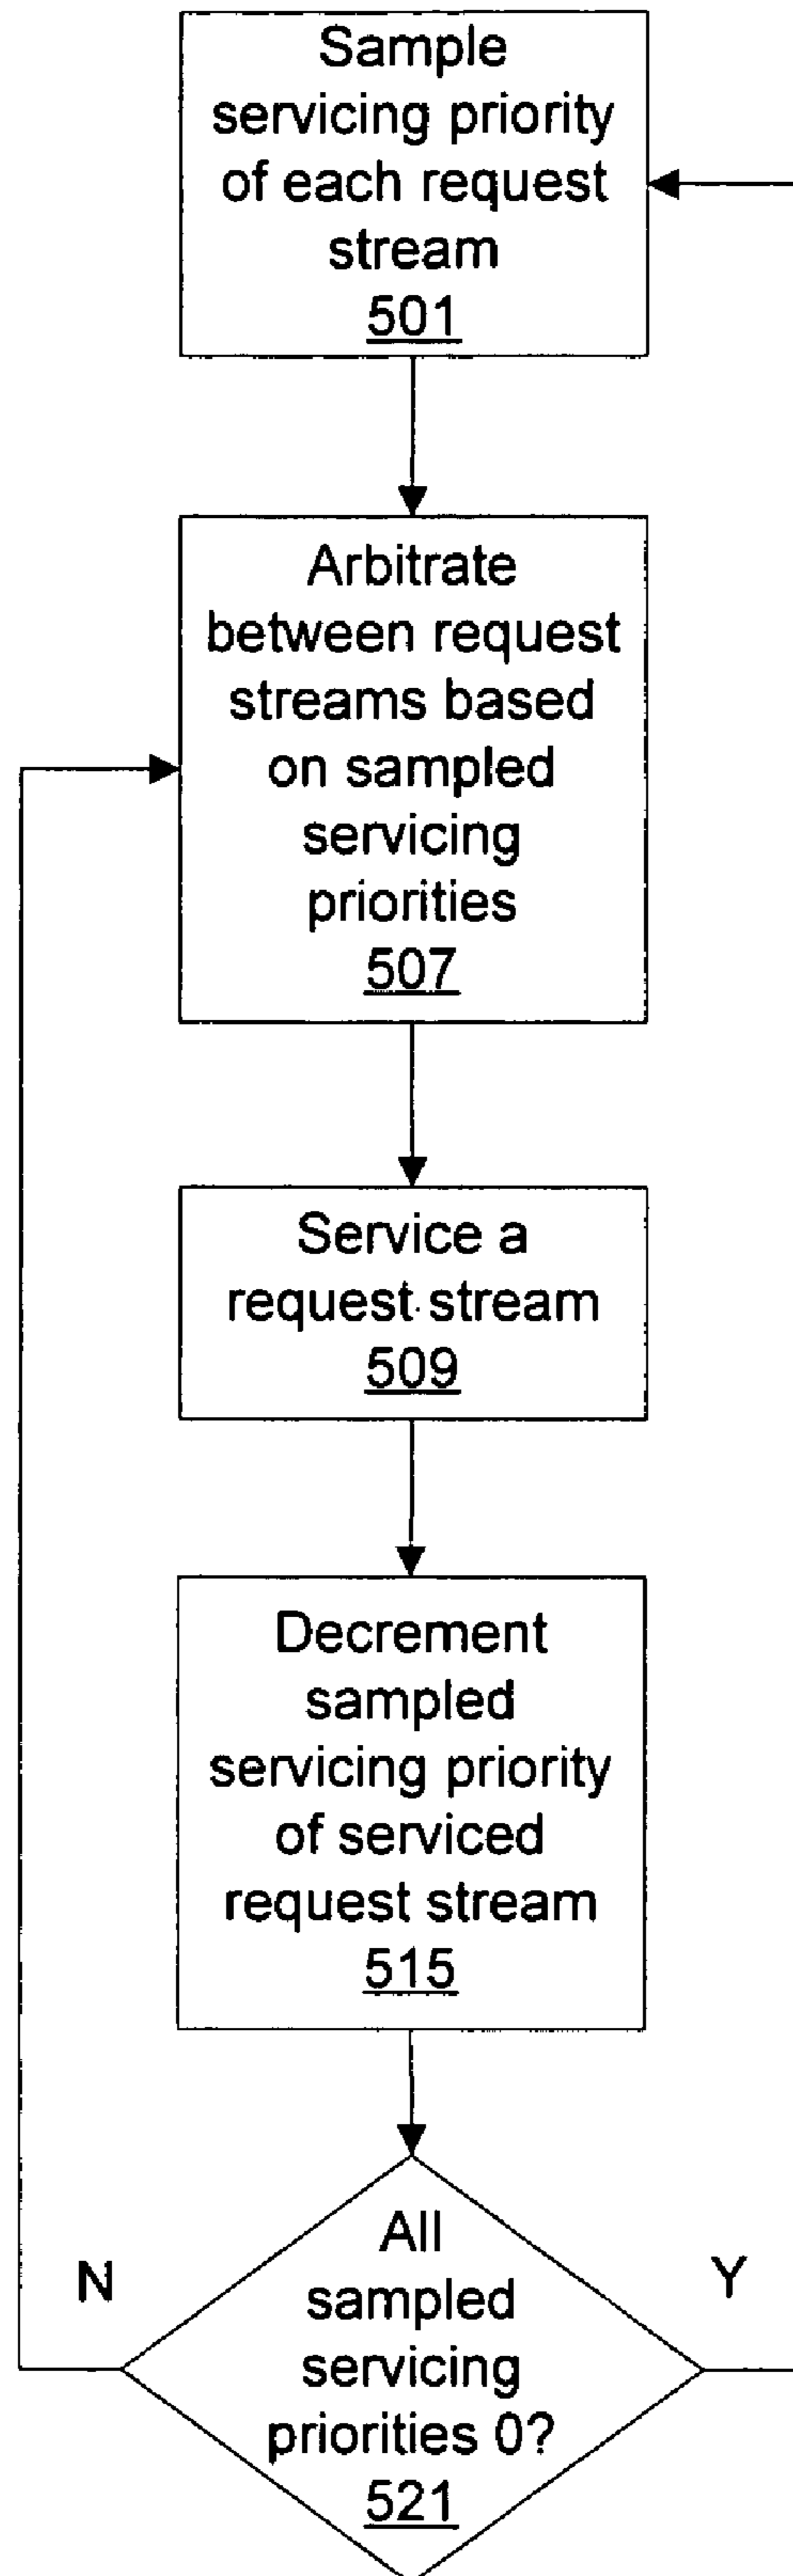 Sample
servicing priority
of each request
stream
501
Arbitrate
between request
streams based
on sampled
servicing
priorities
507
Service a
request stream
509
Decrement
sampled
servicing priority
of serviced
request stream
515
All
sampled
servicing
priorities 0?
521
N
Y